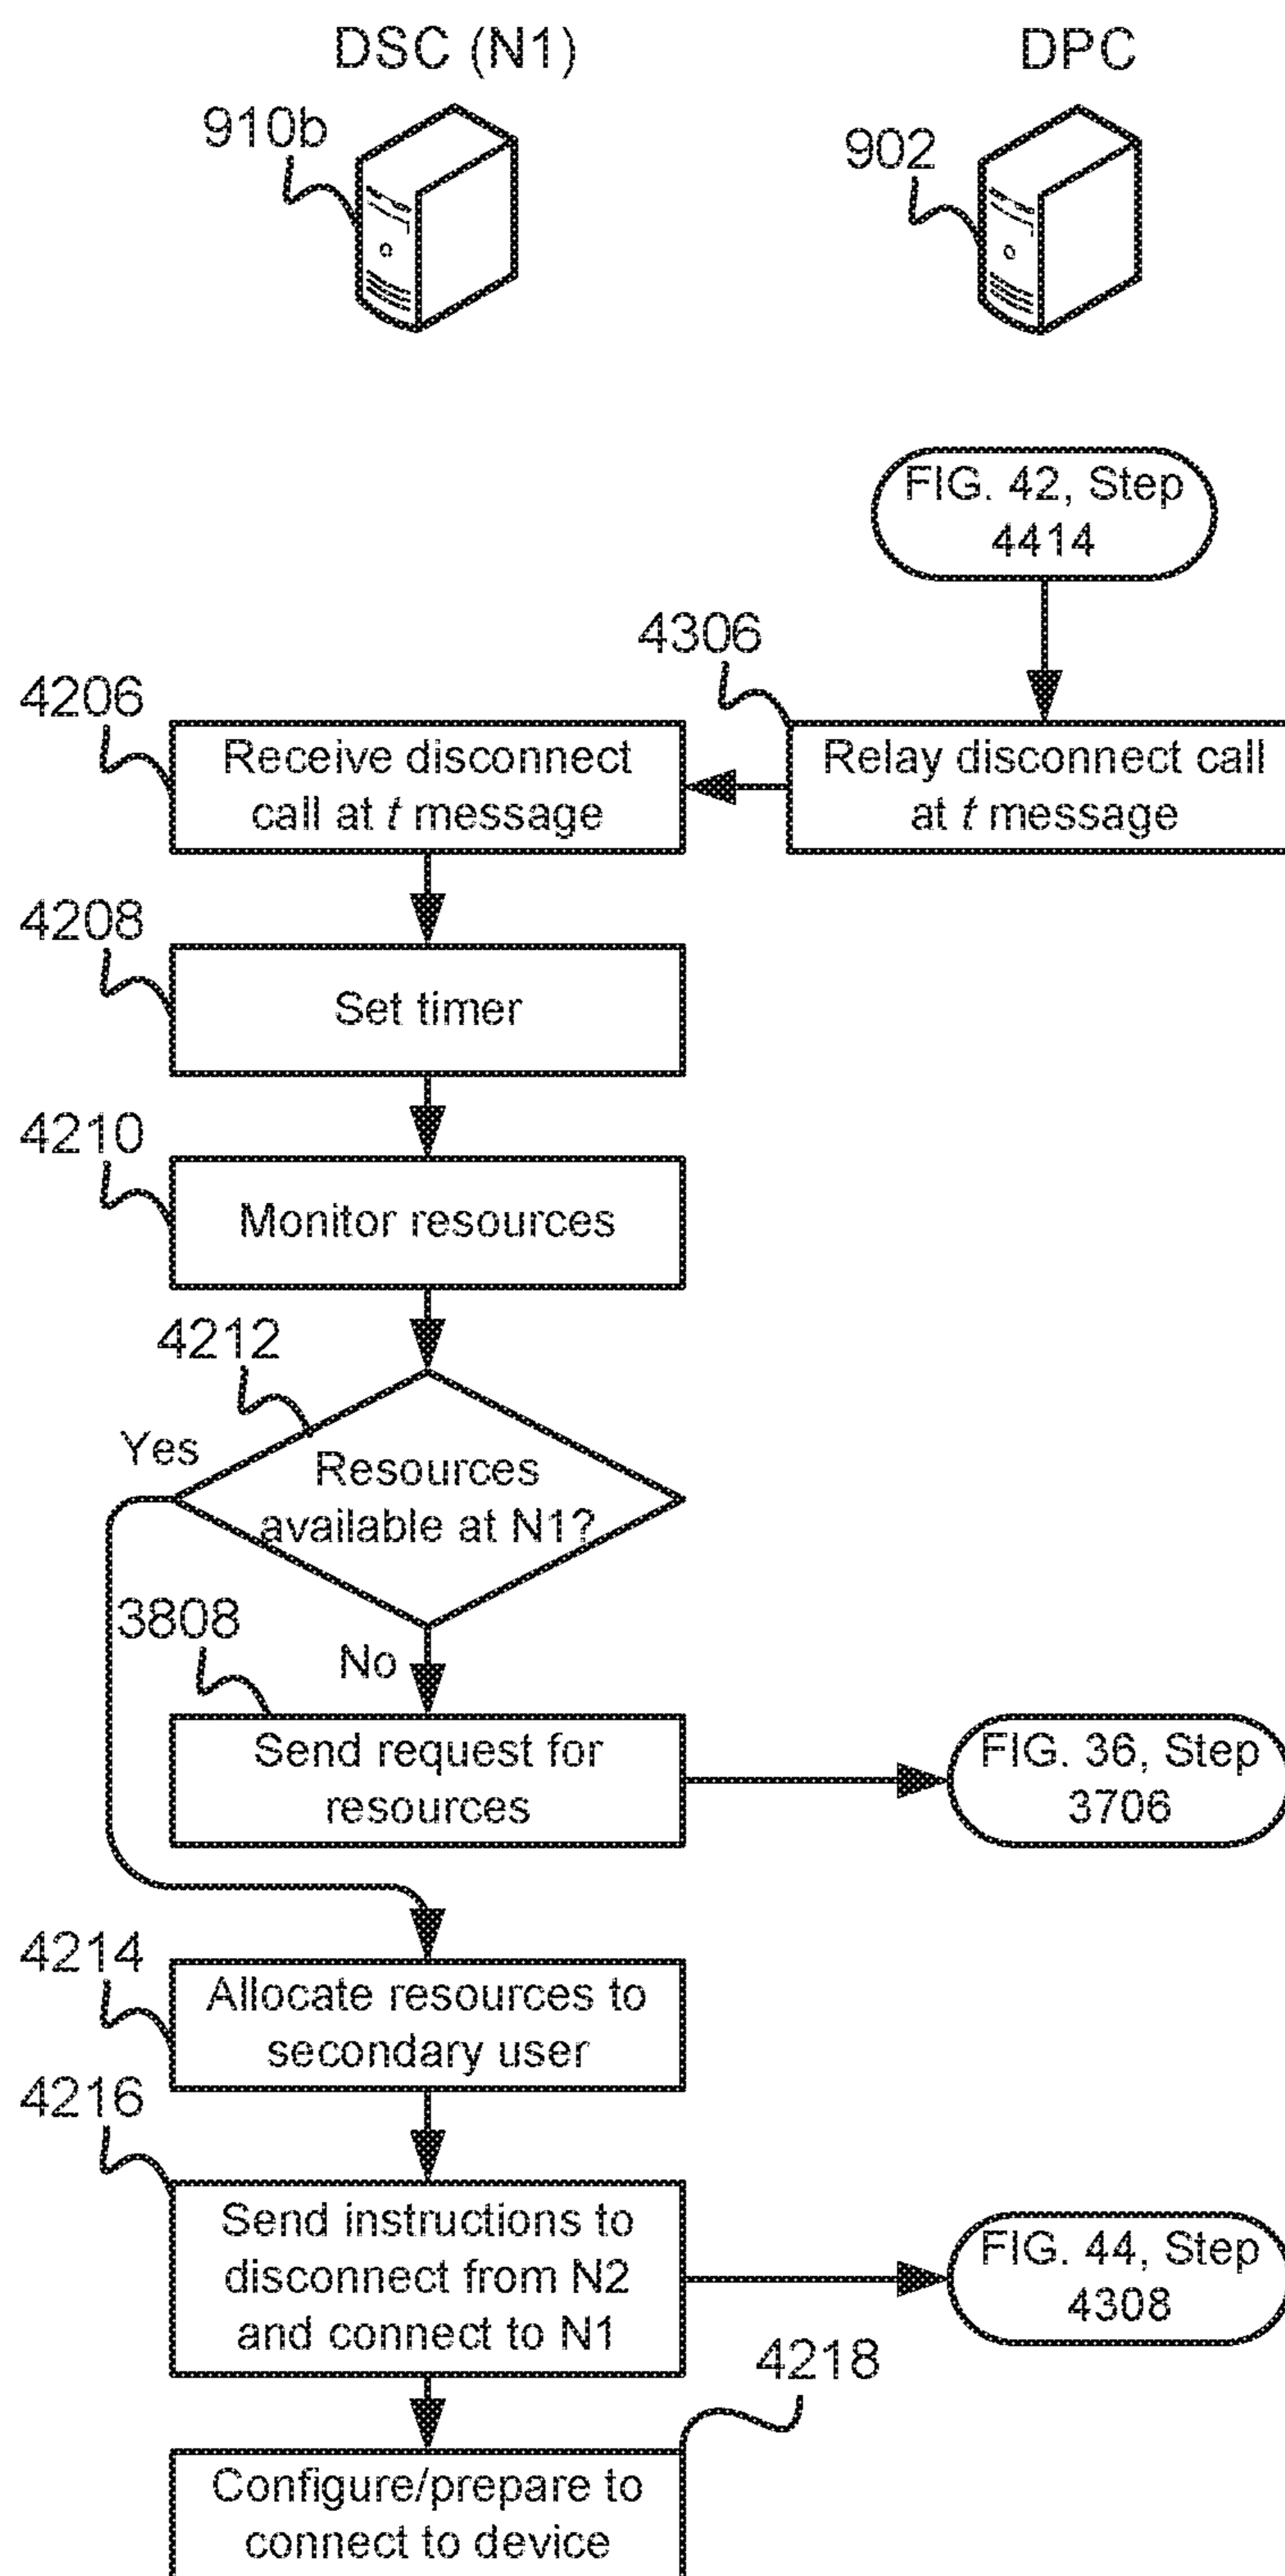 DSC (N1)
DPC
910b
902
FIG. 42, Step
4414
4306
4206
Relay disconnect call
at t message
Receive disconnect
call at t message
4208
Set timer
4210
Monitor resources
4212
Yes
Resources
available at N1?
3808
No
Send request for
resources
FIG. 36, Step
3706
4214
Allocate resources to
secondary user
4216
Send instructions to
disconnect from N2
and connect to N1
FIG. 44, Step
4308
4218
Configure/prepare to
connect to device